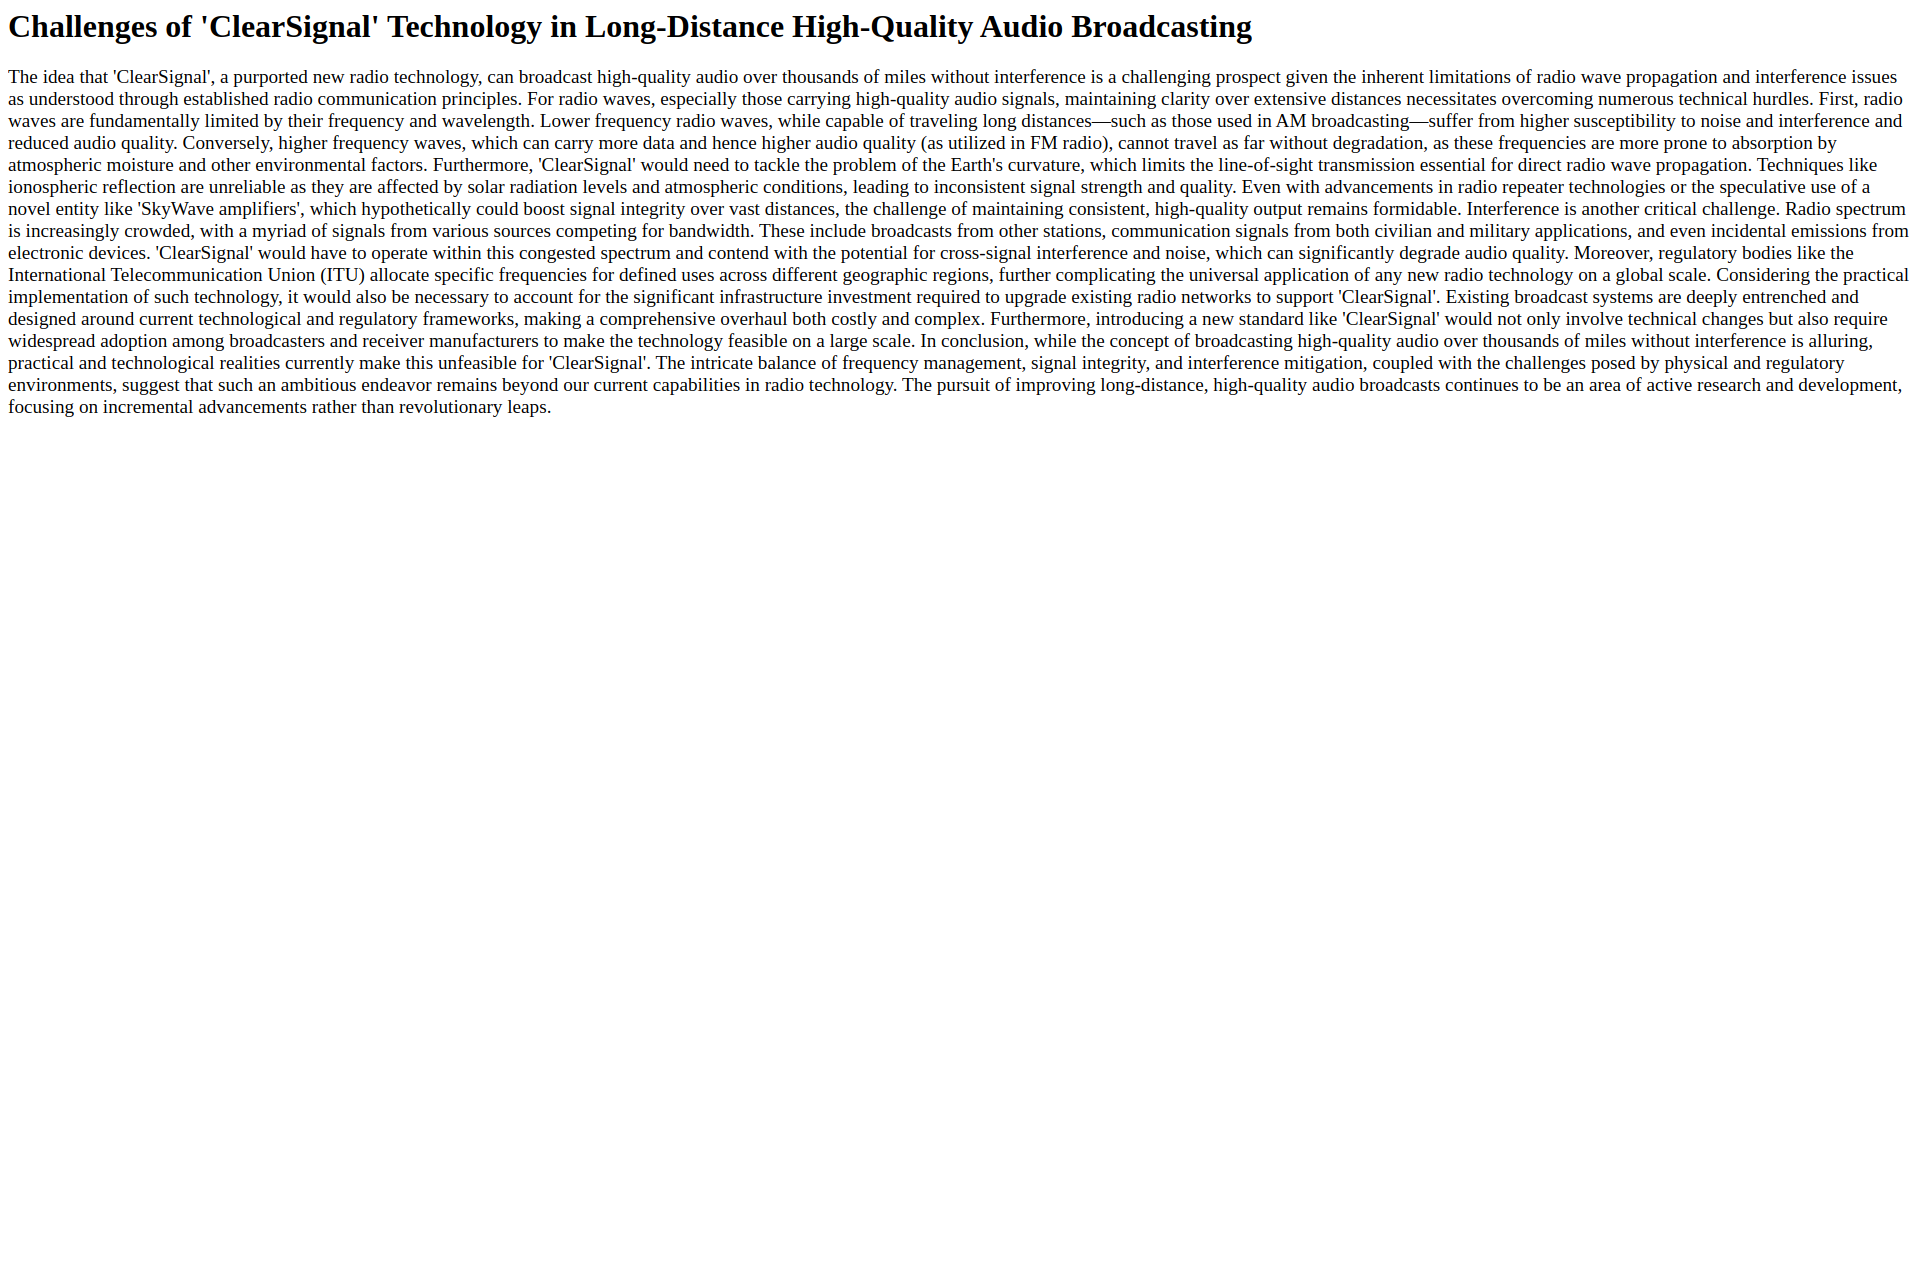 Challenges of 'ClearSignal' Technology in Long-Distance High-Quality Audio Broadcasting
The idea that 'ClearSignal', a purported new radio technology, can broadcast high-quality audio over thousands of miles without interference is a challenging prospect given the inherent limitations of radio wave propagation and interference issues
as understood through established radio communication principles. For radio waves, especially those carrying high-quality audio signals, maintaining clarity over extensive distances necessitates overcoming numerous technical hurdles. First, radio
waves are fundamentally limited by their frequency and wavelength. Lower frequency radio waves, while capable of traveling long distances—such as those used in AM broadcasting—suffer from higher susceptibility to noise and interference and
reduced audio quality. Conversely, higher frequency waves, which can carry more data and hence higher audio quality (as utilized in FM radio), cannot travel as far without degradation, as these frequencies are more prone to absorption by
atmospheric moisture and other environmental factors. Furthermore, 'ClearSignal' would need to tackle the problem of the Earth's curvature, which limits the line-of-sight transmission essential for direct radio wave propagation. Techniques like
ionospheric reflection are unreliable as they are affected by solar radiation levels and atmospheric conditions, leading to inconsistent signal strength and quality. Even with advancements in radio repeater technologies or the speculative use of a
novel entity like 'SkyWave amplifiers', which hypothetically could boost signal integrity over vast distances, the challenge of maintaining consistent, high-quality output remains formidable. Interference is another critical challenge. Radio spectrum
is increasingly crowded, with a myriad of signals from various sources competing for bandwidth. These include broadcasts from other stations, communication signals from both civilian and military applications, and even incidental emissions from
electronic devices. 'ClearSignal' would have to operate within this congested spectrum and contend with the potential for cross-signal interference and noise, which can significantly degrade audio quality. Moreover, regulatory bodies like the
International Telecommunication Union (ITU) allocate specific frequencies for defined uses across different geographic regions, further complicating the universal application of any new radio technology on a global scale. Considering the practical
implementation of such technology, it would also be necessary to account for the significant infrastructure investment required to upgrade existing radio networks to support 'ClearSignal'. Existing broadcast systems are deeply entrenched and
designed around current technological and regulatory frameworks, making a comprehensive overhaul both costly and complex. Furthermore, introducing a new standard like 'ClearSignal' would not only involve technical changes but also require
widespread adoption among broadcasters and receiver manufacturers to make the technology feasible on a large scale. In conclusion, while the concept of broadcasting high-quality audio over thousands of miles without interference is alluring,
practical and technological realities currently make this unfeasible for 'ClearSignal'. The intricate balance of frequency management, signal integrity, and interference mitigation, coupled with the challenges posed by physical and regulatory
environments, suggest that such an ambitious endeavor remains beyond our current capabilities in radio technology. The pursuit of improving long-distance, high-quality audio broadcasts continues to be an area of active research and development,
focusing on incremental advancements rather than revolutionary leaps.